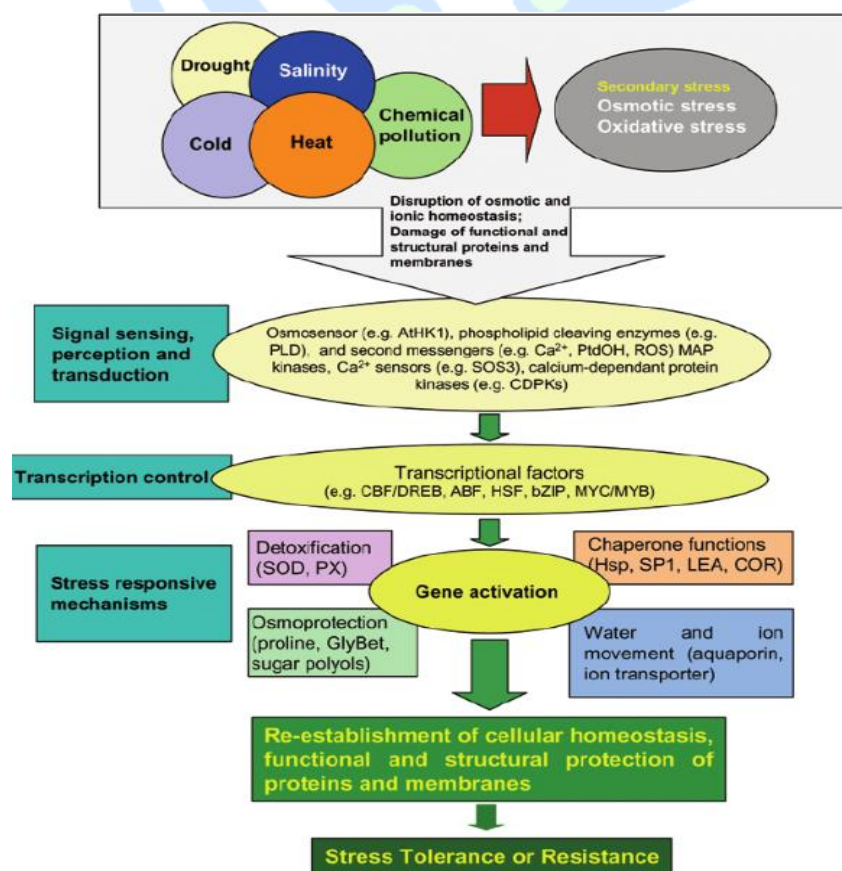 Drought
Salinity
Cold
Heat
Chemical
pollution
Secondary stress
Osmotic stress
Oxidative stress
Disruption of osmotic and
ionic homeostasis;
Damage of functional and
structural proteins and
membranes
Signal sensing,
perception and
transduction
Osmosensor (e.g. AtHK1), phospholipid cleaving enzymes (e.g.
PLD), and second messengers (e.g. Ca²⁺, PtdOH, ROS) MAP
kinases, Ca²⁺ sensors (e.g. SOS3), calcium-dependant protein
kinases (e.g. CDPKs)
Transcription control
Transcriptional factors
(e.g. CBF/DREB, ABF, HSF, bZIP, MYC/MYB)
Stress responsive
mechanisms
Detoxification
(SOD, PX)
Chaperone functions
(Hsp, SP1, LEA, COR)
Gene activation
Osmoprotection
(proline, GlyBet,
sugar polyols)
Water and ion
movement (aquaporin,
ion transporter)
Re-establishment of cellular homeostasis,
functional and structural protection of
proteins and membranes
Stress Tolerance or Resistance